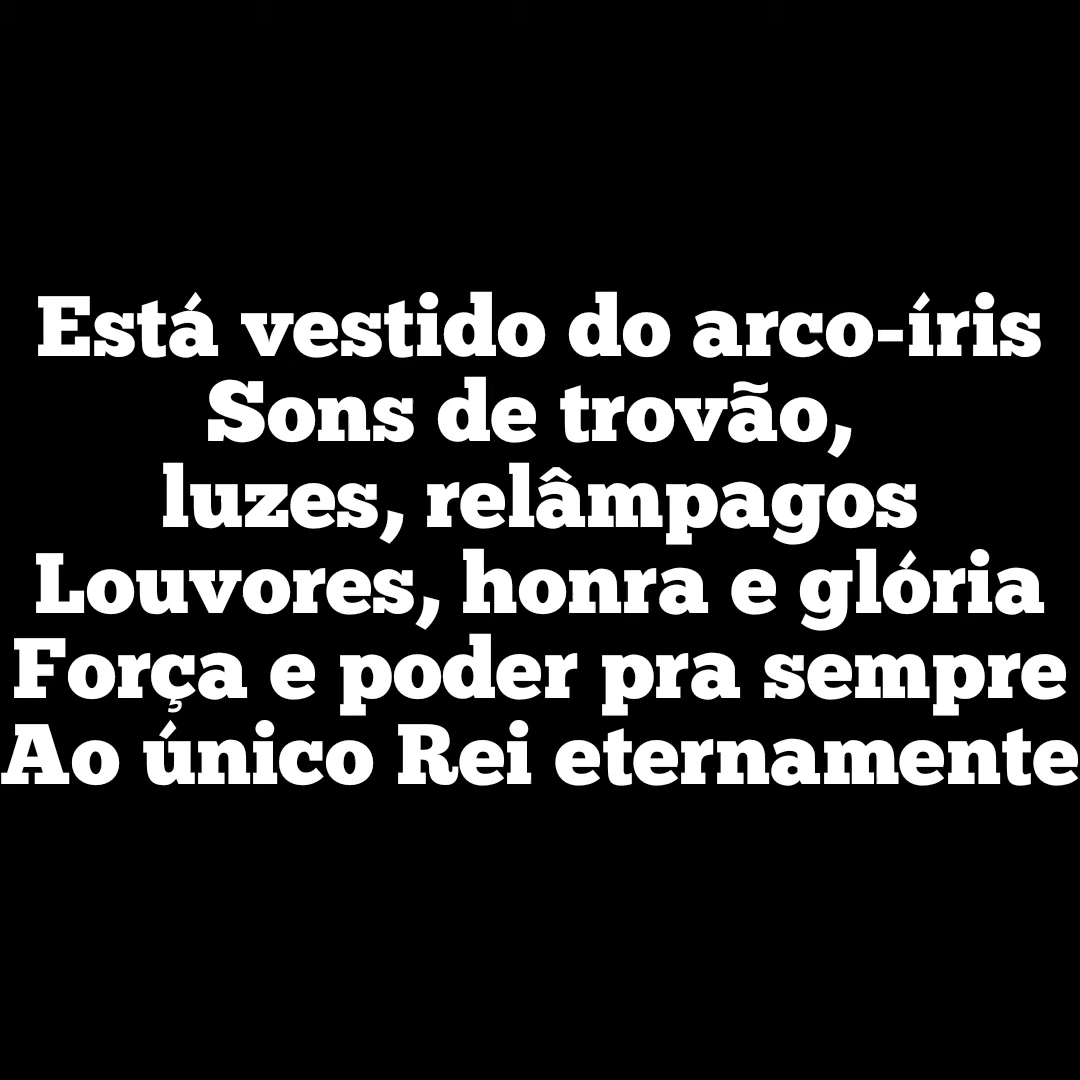 Está vestido do arco-íris
Sons de trovão,
luzes, relâmpagos
Louvores, honra e glória
Força e poder pra sempre
Ao único Rei eternamente